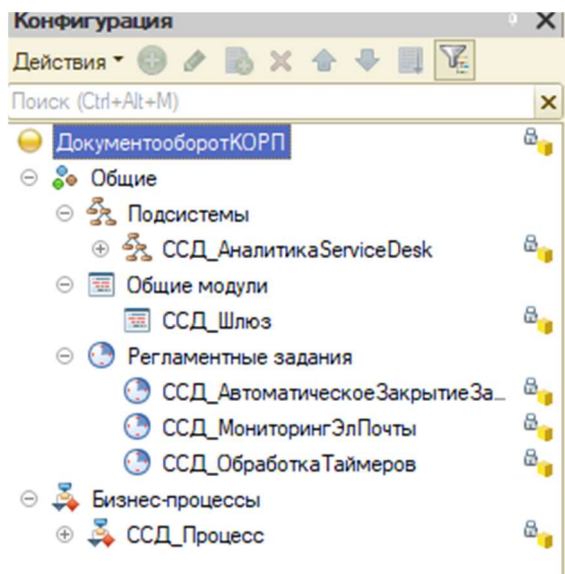 Конфигурация
Действия
Поиск (Ctrl+Alt+M)
ДокументооборотКОРП
Общие
Подсистемы
ССД_АналитикаServiceDesk
Общие модули
ССД_Шлюз
Регламентные задания
ССД_АвтоматическоеЗакрытиеЗа...
ССД_МониторингЭлПочты
ССД_ОбработкаТаймеров
Бизнес-процессы
ССД_Процесс